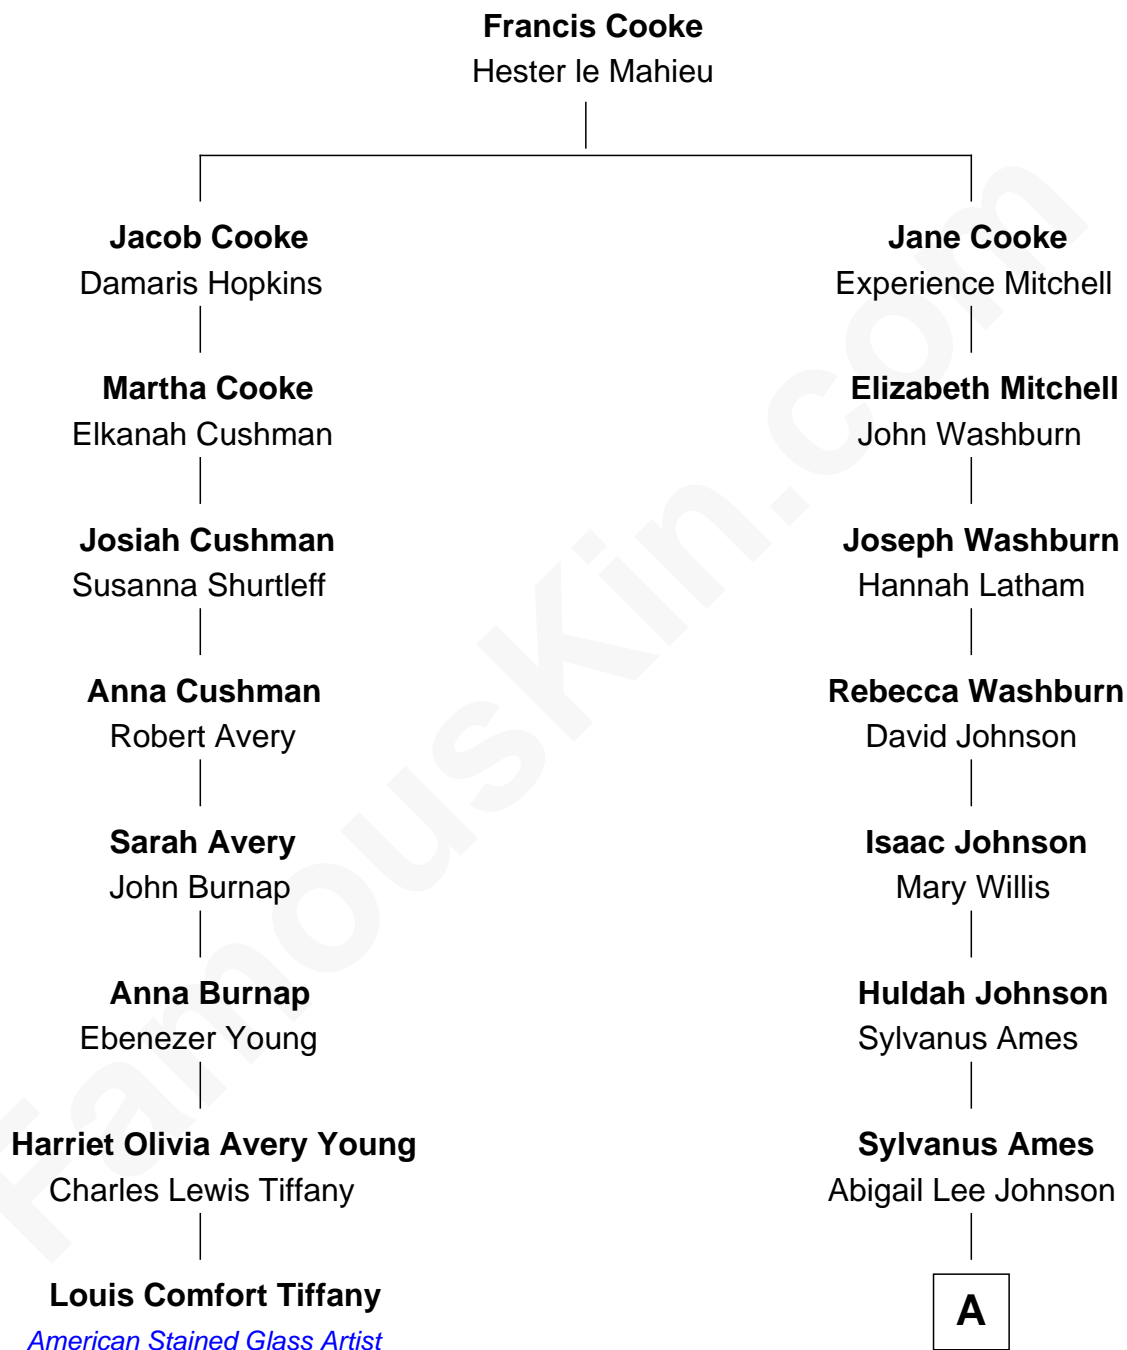 Francis Cooke
Hester le Mahieu
Jacob Cooke
Damaris Hopkins
Martha Cooke
Elkanah Cushman
Josiah Cushman
Susanna Shurtleff
Anna Cushman
Robert Avery
Sarah Avery
John Burnap
Anna Burnap
Ebenezer Young
Harriet Olivia Avery Young
Charles Lewis Tiffany
Louis Comfort Tiffany
American Stained Glass Artist
Jane Cooke
Experience Mitchell
Elizabeth Mitchell
John Washburn
Joseph Washburn
Hannah Latham
Rebecca Washburn
David Johnson
Isaac Johnson
Mary Willis
Huldah Johnson
Sylvanus Ames
Sylvanus Ames
Abigail Lee Johnson
A
FamousKin.com